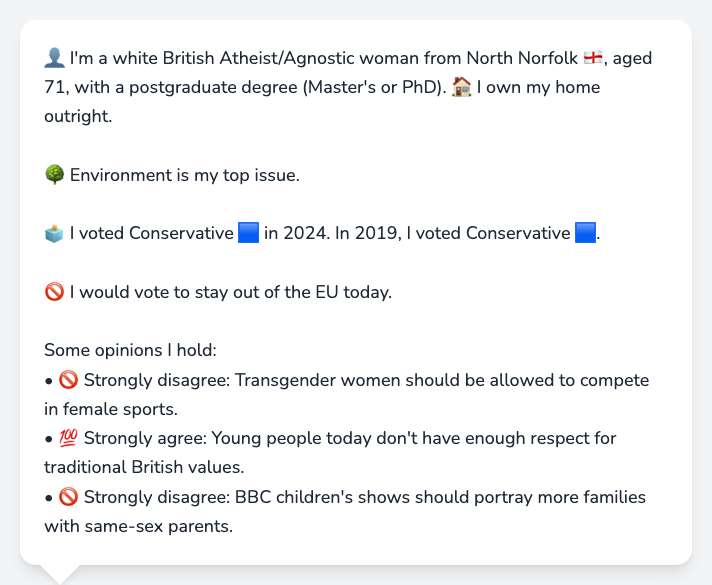 👤 I'm a white British Atheist/Agnostic woman from North Norfolk 🏴󠁧󠁢󠁥󠁮󠁧󠁿, aged
71, with a postgraduate degree (Master's or PhD). 🏠 I own my home
outright.
🌳 Environment is my top issue.
🗳️ I voted Conservative 🟦 in 2024. In 2019, I voted Conservative 🟦.
🚫 I would vote to stay out of the EU today.
Some opinions I hold:
• 🚫 Strongly disagree: Transgender women should be allowed to compete
in female sports.
• 💯 Strongly agree: Young people today don't have enough respect for
traditional British values.
• 🚫 Strongly disagree: BBC children's shows should portray more families
with same-sex parents.